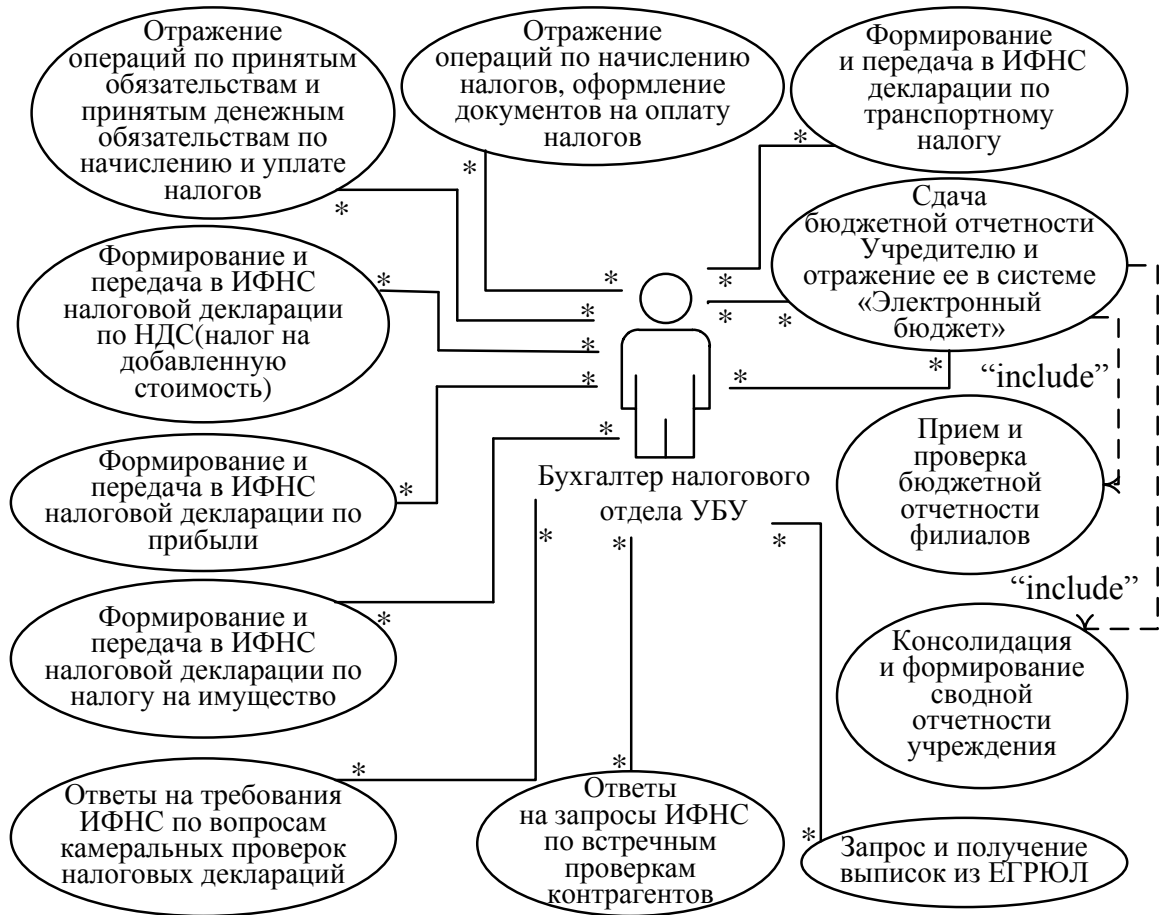 Отражение
операций по принятым
обязательствам и
принятым денежным
обязательствам по
начислению и уплате
налогов
*
Отражение
операций по начислению
налогов, оформление
документов на оплату
налогов
*
Формирование
и передача в ИФНС
декларации по
транспортному
налогу
*
Формирование и
передача в ИФНС
налоговой декларации
по НДС(налог на
добавленную
стоимость)
*
Сдача
бюджетной отчетности
Учредителю и
отражение ее в системе
«Электронный
бюджет»
*
*
*
*
*
*
*
*
*
*
“include”
Формирование и
передача в ИФНС
налоговой декларации по
прибыли
*
*
Бухгалтер налогового
отдела УБУ
*
*
*
Прием и
проверка
бюджетной
отчетности
филиалов
Формирование и
передача в ИФНС
налоговой декларации по
налогу на имущество
*
“include”
Консолидация
и формирование
сводной
отчетности
учреждения
Ответы на требования
ИФНС по вопросам
камеральных проверок
налоговых деклараций
*
Ответы
на запросы ИФНС
по встречным
проверкам
контрагентов
*
Запрос и получение
выписок из ЕГРЮЛ
*